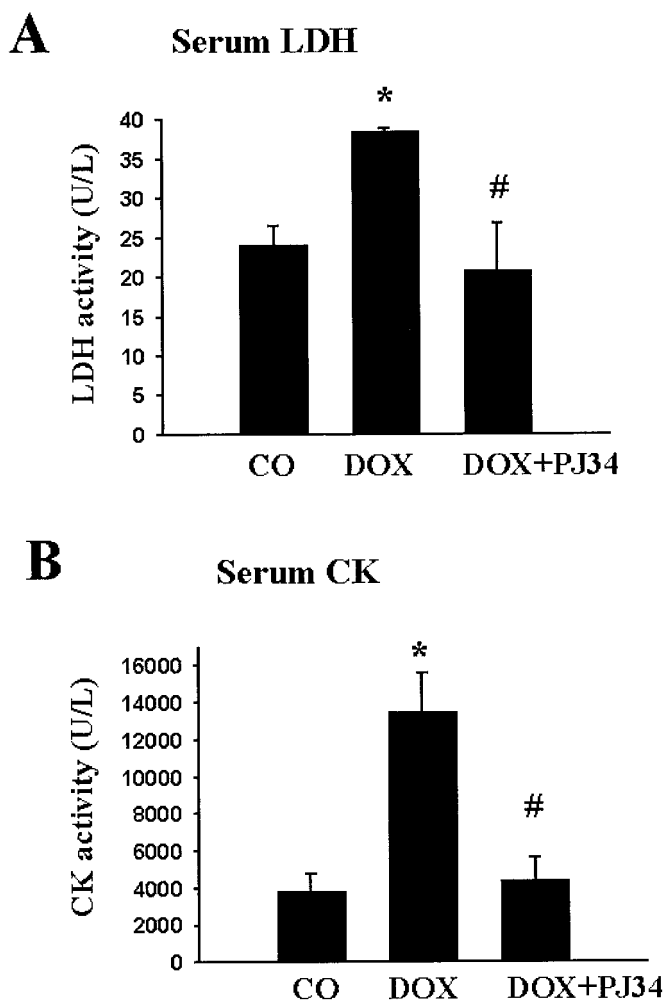 A
Serum LDH
*
#
LDH activity (U/L)
40
35
30
25
20
15
10
5
0
CO DOX DOX+PJ34
B
Serum CK
*
#
CK activity (U/L)
16000
14000
12000
10000
8000
6000
4000
2000
0
CO DOX DOX+PJ34